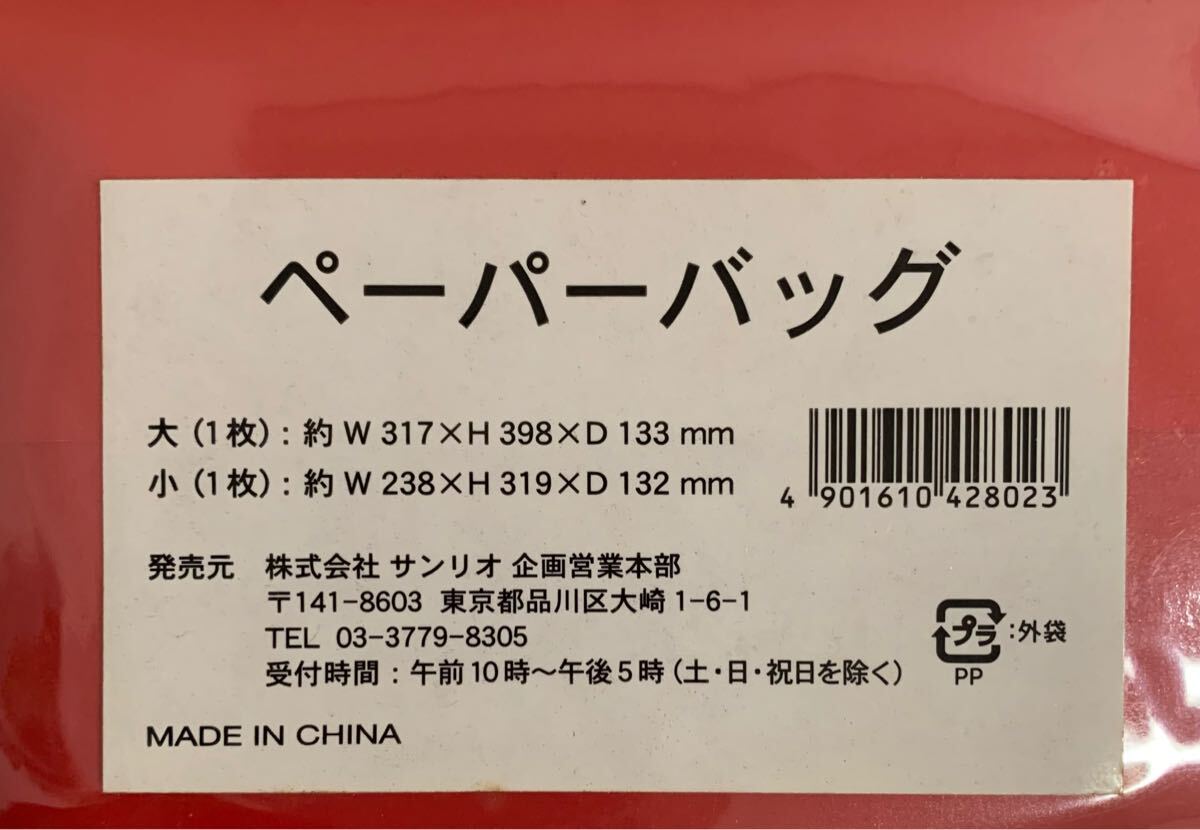 ペーパーバッグ
大（1枚）：約 W 317×H 398×D 133 mm
小（1枚）：約 W 238×H 319×D 132 mm
4 901610 428023
発売元 株式会社 サンリオ 企画営業本部
〒141-8603 東京都品川区大崎 1-6-1
TEL 03-3779-8305
受付時間：午前10時～午後5時（土・日・祝日を除く）
プラ：外袋
PP
MADE IN CHINA